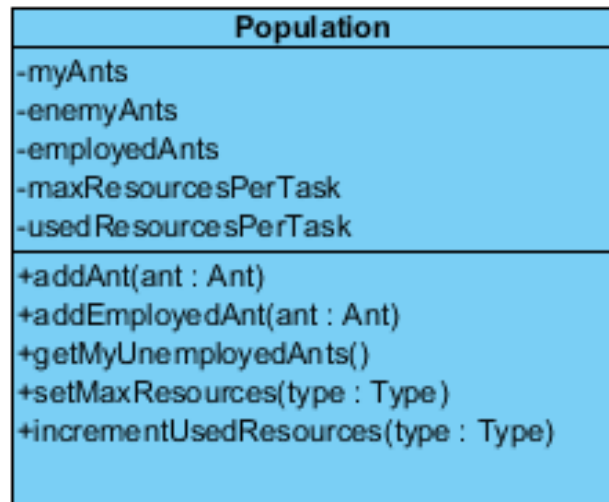 Population
-myAnts
-enemyAnts
-employedAnts
-maxResourcesPerTask
-usedResourcesPerTask
+addAnt(ant : Ant)
+addEmployedAnt(ant : Ant)
+getMyUnemployedAnts()
+setMaxResources(type : Type)
+incrementUsedResources(type : Type)